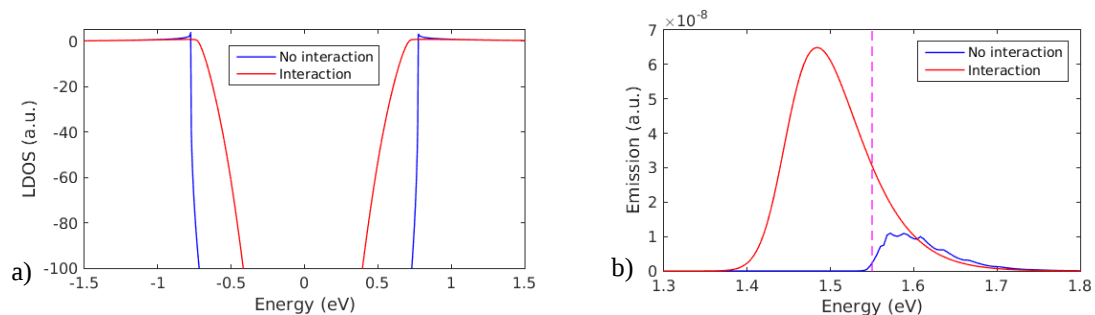 a)
LDOS (a.u.)
0
-20
-40
-60
-80
-100
No interaction
Interaction
-1.5 -1 -0.5 0 0.5 1 1.5
Energy (eV)
b)
×10^-8
Emission (a.u.)
7
6
5
4
3
2
1
0
No interaction
Interaction
1.3 1.4 1.5 1.6 1.7 1.8
Energy (eV)